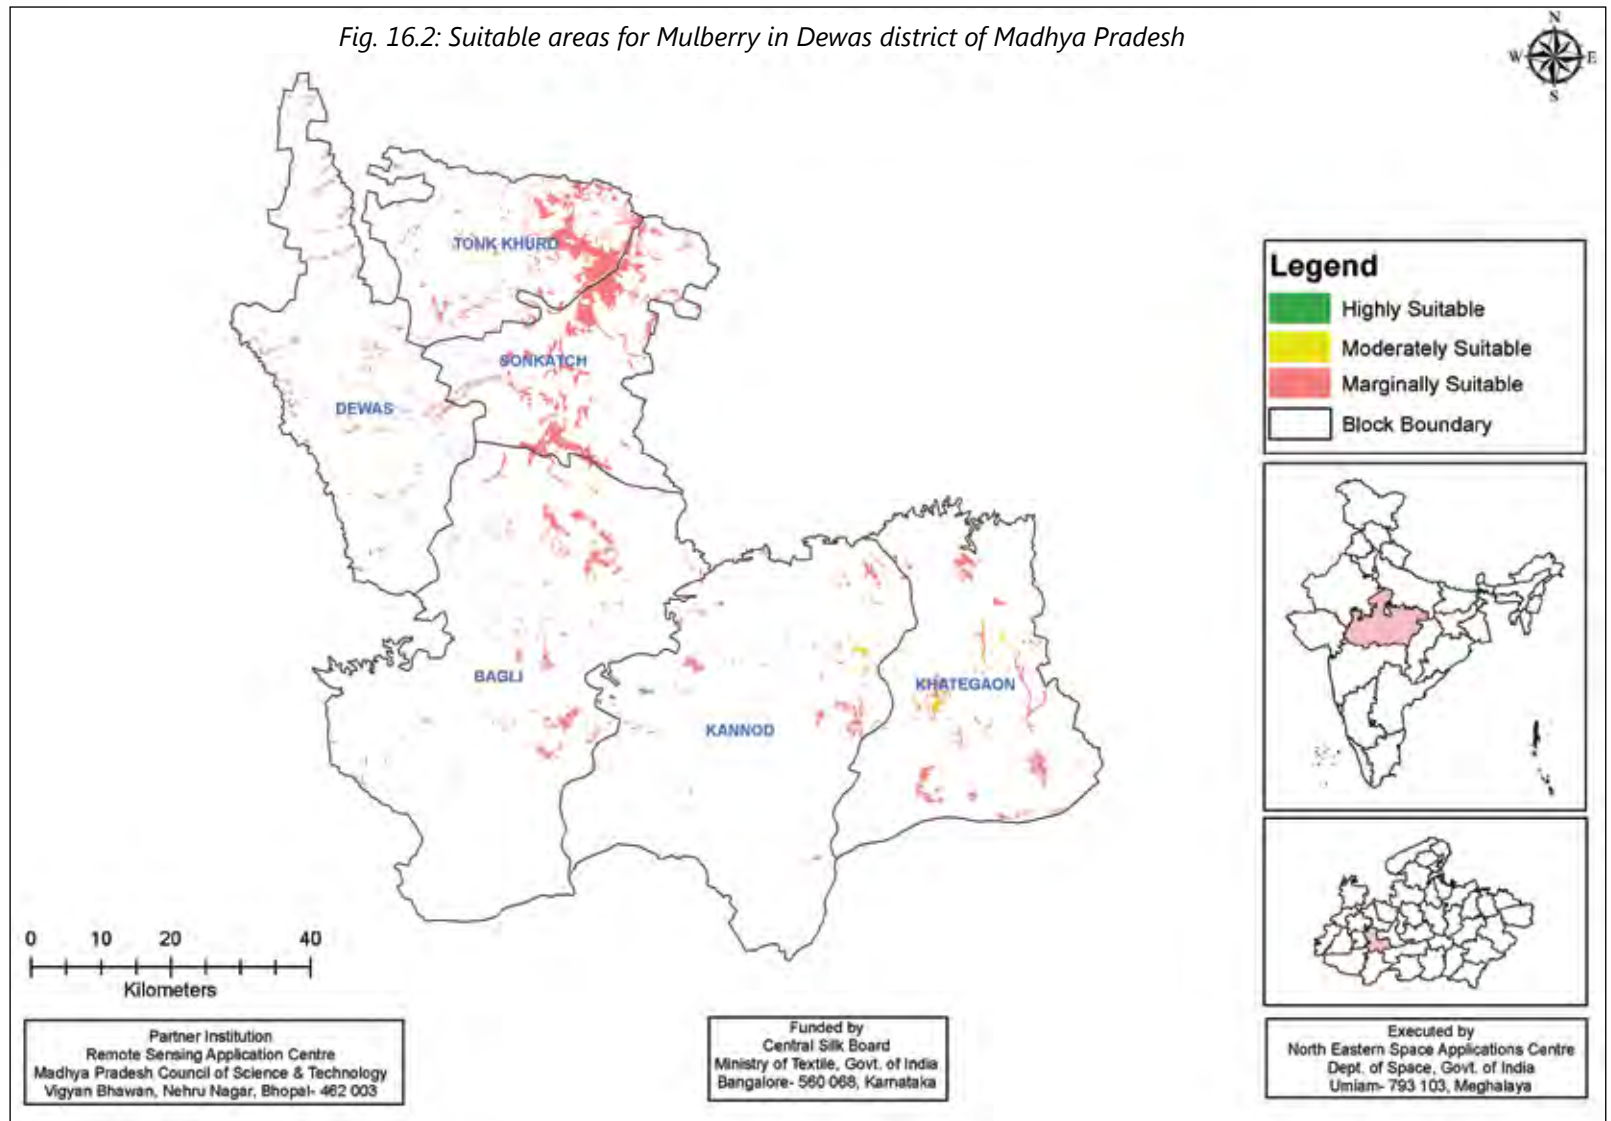 Fig. 16.2: Suitable areas for Mulberry in Dewas district of Madhya Pradesh
N
W
E
S
TONK KHURD
SONKATCH
DEWAS
BAGLI
KANNOD
KHATEGAON
Legend
Highly Suitable
Moderately Suitable
Marginally Suitable
Block Boundary
0 10 20 40
Kilometers
Partner Institution
Remote Sensing Application Centre
Madhya Pradesh Council of Science & Technology
Vigyan Bhawan, Nehru Nagar, Bhopal- 462 003
Funded by
Central Silk Board
Ministry of Textile, Govt. of India
Bangalore- 560 068, Karnataka
Executed by
North Eastern Space Applications Centre
Dept. of Space, Govt. of India
Umiam- 793 103, Meghalaya